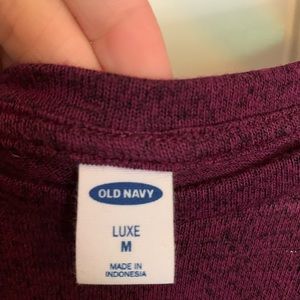 OLD NAVY
LUXE
M
MADE IN
INDONESIA